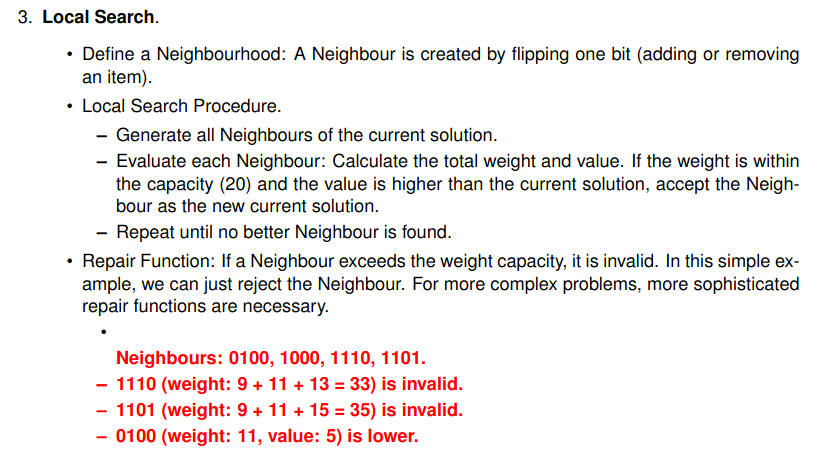 3. Local Search.
• Define a Neighbourhood: A Neighbour is created by flipping one bit (adding or removing
an item).
• Local Search Procedure.
– Generate all Neighbours of the current solution.
– Evaluate each Neighbour: Calculate the total weight and value. If the weight is within
the capacity (20) and the value is higher than the current solution, accept the Neigh-
bour as the new current solution.
– Repeat until no better Neighbour is found.
• Repair Function: If a Neighbour exceeds the weight capacity, it is invalid. In this simple ex-
ample, we can just reject the Neighbour. For more complex problems, more sophisticated
repair functions are necessary.
•
Neighbours: 0100, 1000, 1110, 1101.
– 1110 (weight: 9 + 11 + 13 = 33) is invalid.
– 1101 (weight: 9 + 11 + 15 = 35) is invalid.
– 0100 (weight: 11, value: 5) is lower.